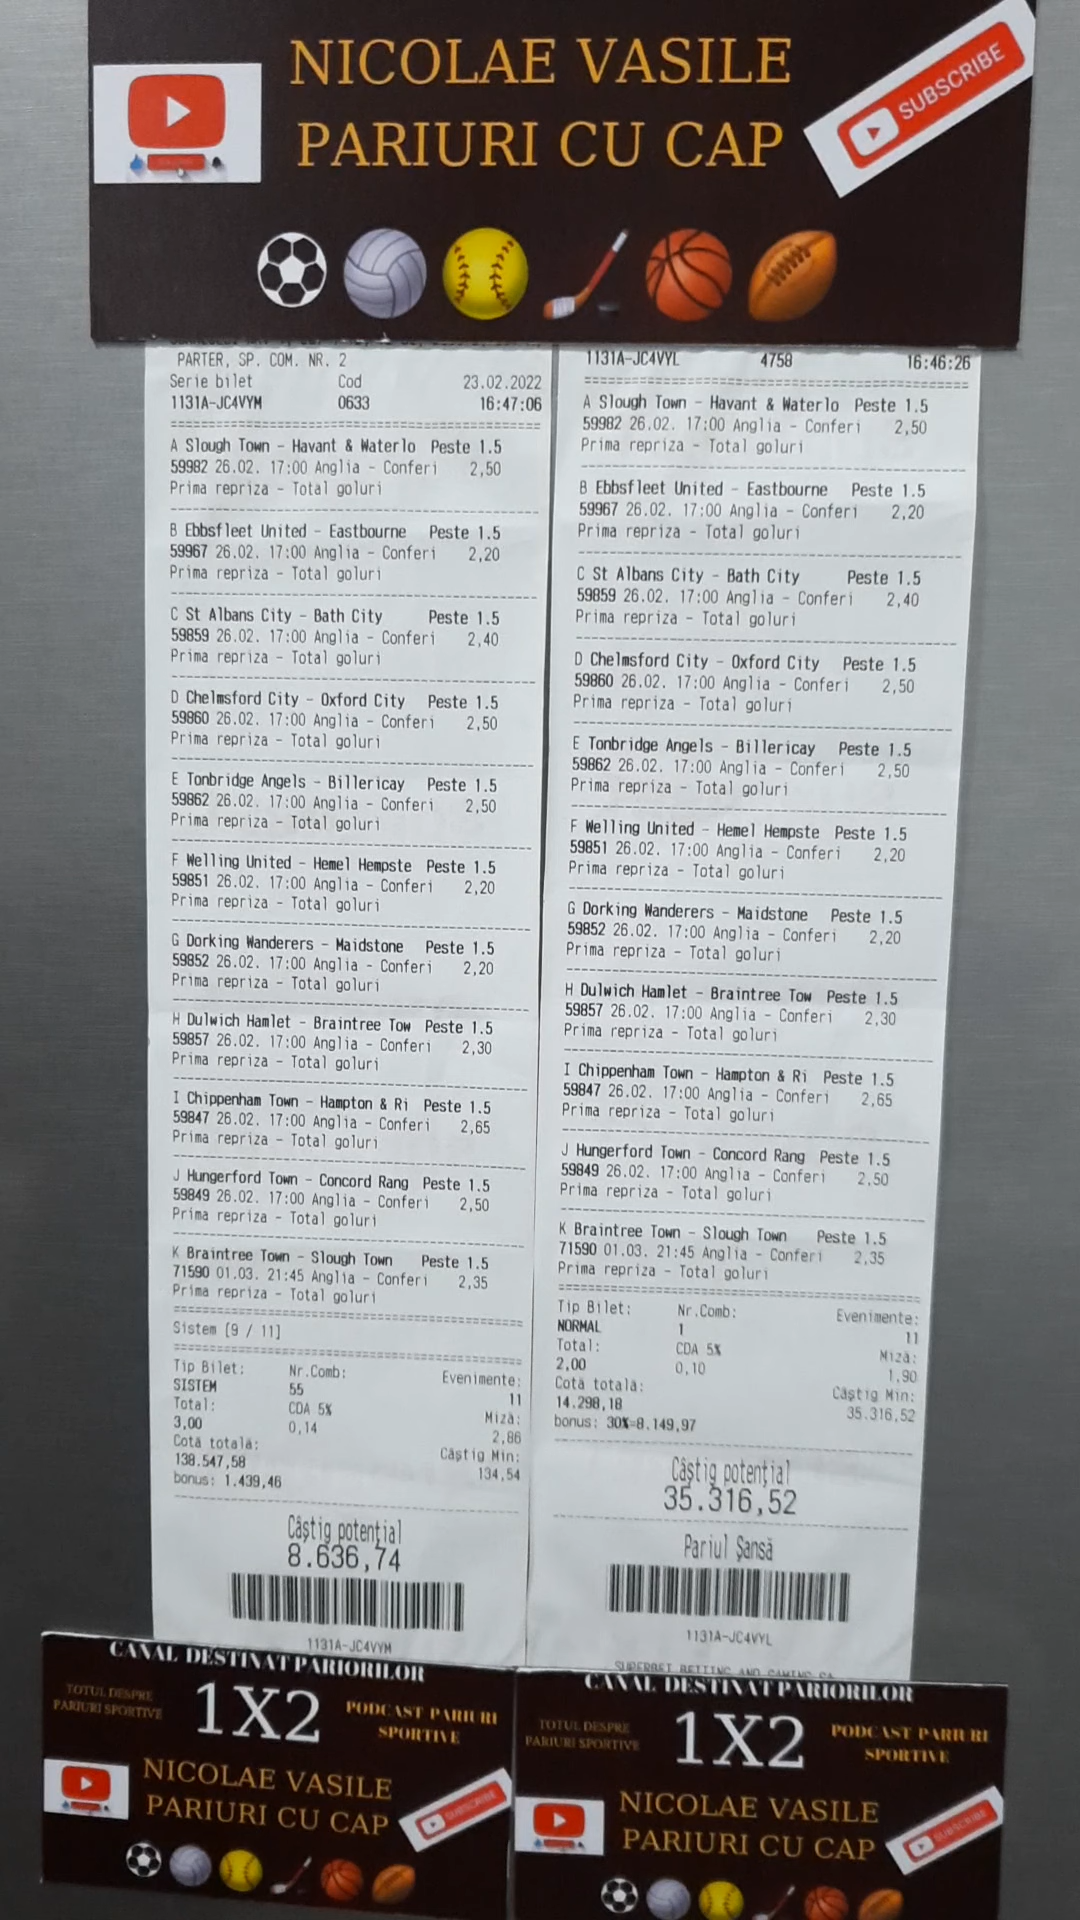 NICOLAE VASILE
PARIURI CU CAP
SUBSCRIBE
PARTER, SP. COM. NR. 2
Serie bilet Cod 23.02.2022
1131A-JC4VYM 0633 16:47:06
A Slough Town - Havant & Waterlo Peste 1.5
59982 26.02. 17:00 Anglia - Conferi 2,50
Prima repriza - Total goluri
B Ebbsfleet United - Eastbourne Peste 1.5
59967 26.02. 17:00 Anglia - Conferi 2,20
Prima repriza - Total goluri
C St Albans City - Bath City Peste 1.5
59859 26.02. 17:00 Anglia - Conferi 2,40
Prima repriza - Total goluri
D Chelmsford City - Oxford City Peste 1.5
59860 26.02. 17:00 Anglia - Conferi 2,50
Prima repriza - Total goluri
E Tonbridge Angels - Billericay Peste 1.5
59862 26.02. 17:00 Anglia - Conferi 2,50
Prima repriza - Total goluri
F Welling United - Hemel Hempste Peste 1.5
59851 26.02. 17:00 Anglia - Conferi 2,20
Prima repriza - Total goluri
G Dorking Wanderers - Maidstone Peste 1.5
59852 26.02. 17:00 Anglia - Conferi 2,20
Prima repriza - Total goluri
H Dulwich Hamlet - Braintree Tow Peste 1.5
59857 26.02. 17:00 Anglia - Conferi 2,30
Prima repriza - Total goluri
I Chippenham Town - Hampton & Ri Peste 1.5
59847 26.02. 17:00 Anglia - Conferi 2,65
Prima repriza - Total goluri
J Hungerford Town - Concord Rang Peste 1.5
59849 26.02. 17:00 Anglia - Conferi 2,50
Prima repriza - Total goluri
K Braintree Town - Slough Town Peste 1.5
71590 01.03. 21:45 Anglia - Conferi 2,35
Prima repriza - Total goluri
Sistem [9 / 11]
Tip Bilet: Nr.Comb: Evenimente:
SISTEM 55 11
Total: CDA 5% Miză:
3,00 0,14 2,86
Cotă totală: Câştig Min:
138.547,58 134,54
bonus: 1.439,46
Câştig potenţial
8.636,74
1131A-JC4VYM
1131A-JC4VYL 4758 16:46:26
A Slough Town - Havant & Waterlo Peste 1.5
59982 26.02. 17:00 Anglia - Conferi 2,50
Prima repriza - Total goluri
B Ebbsfleet United - Eastbourne Peste 1.5
59967 26.02. 17:00 Anglia - Conferi 2,20
Prima repriza - Total goluri
C St Albans City - Bath City Peste 1.5
59859 26.02. 17:00 Anglia - Conferi 2,40
Prima repriza - Total goluri
D Chelmsford City - Oxford City Peste 1.5
59860 26.02. 17:00 Anglia - Conferi 2,50
Prima repriza - Total goluri
E Tonbridge Angels - Billericay Peste 1.5
59862 26.02. 17:00 Anglia - Conferi 2,50
Prima repriza - Total goluri
F Welling United - Hemel Hempste Peste 1.5
59851 26.02. 17:00 Anglia - Conferi 2,20
Prima repriza - Total goluri
G Dorking Wanderers - Maidstone Peste 1.5
59852 26.02. 17:00 Anglia - Conferi 2,20
Prima repriza - Total goluri
H Dulwich Hamlet - Braintree Tow Peste 1.5
59857 26.02. 17:00 Anglia - Conferi 2,30
Prima repriza - Total goluri
I Chippenham Town - Hampton & Ri Peste 1.5
59847 26.02. 17:00 Anglia - Conferi 2,65
Prima repriza - Total goluri
J Hungerford Town - Concord Rang Peste 1.5
59849 26.02. 17:00 Anglia - Conferi 2,50
Prima repriza - Total goluri
K Braintree Town - Slough Town Peste 1.5
71590 01.03. 21:45 Anglia - Conferi 2,35
Prima repriza - Total goluri
Tip Bilet: Nr.Comb: Evenimente:
NORMAL 1 11
Total: CDA 5% Miză:
2,00 0,10 1,90
Cotă totală: Câştig Min:
14.298,18 35.316,52
bonus: 30%=8.149,97
Câştig potenţial
35.316,52
Pariul Şansă
1131A-JC4VYL
SUPERBET BETTING AND GAMING SA
CANAL DESTINAT PARIORILOR
TOTUL DESPRE
PARIURI SPORTIVE
1X2
PODCAST PARIURI
SPORTIVE
NICOLAE VASILE
PARIURI CU CAP
SUBSCRIBE
CANAL DESTINAT PARIORILOR
TOTUL DESPRE
PARIURI SPORTIVE
1X2
PODCAST PARIURI
SPORTIVE
NICOLAE VASILE
PARIURI CU CAP
SUBSCRIBE